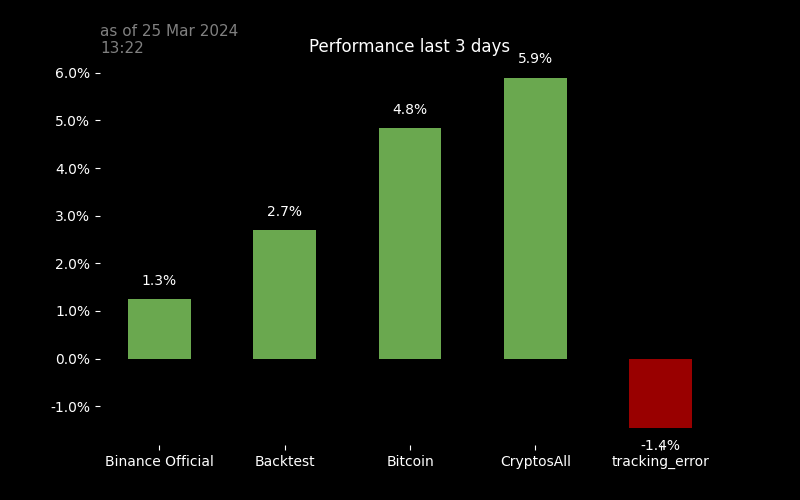 as of 25 Mar 2024
13:22
Performance last 3 days
6.0%
5.0%
4.0%
3.0%
2.0%
1.0%
0.0%
-1.0%
1.3%
2.7%
4.8%
5.9%
-1.4%
Binance Official
Backtest
Bitcoin
CryptosAll
tracking_error